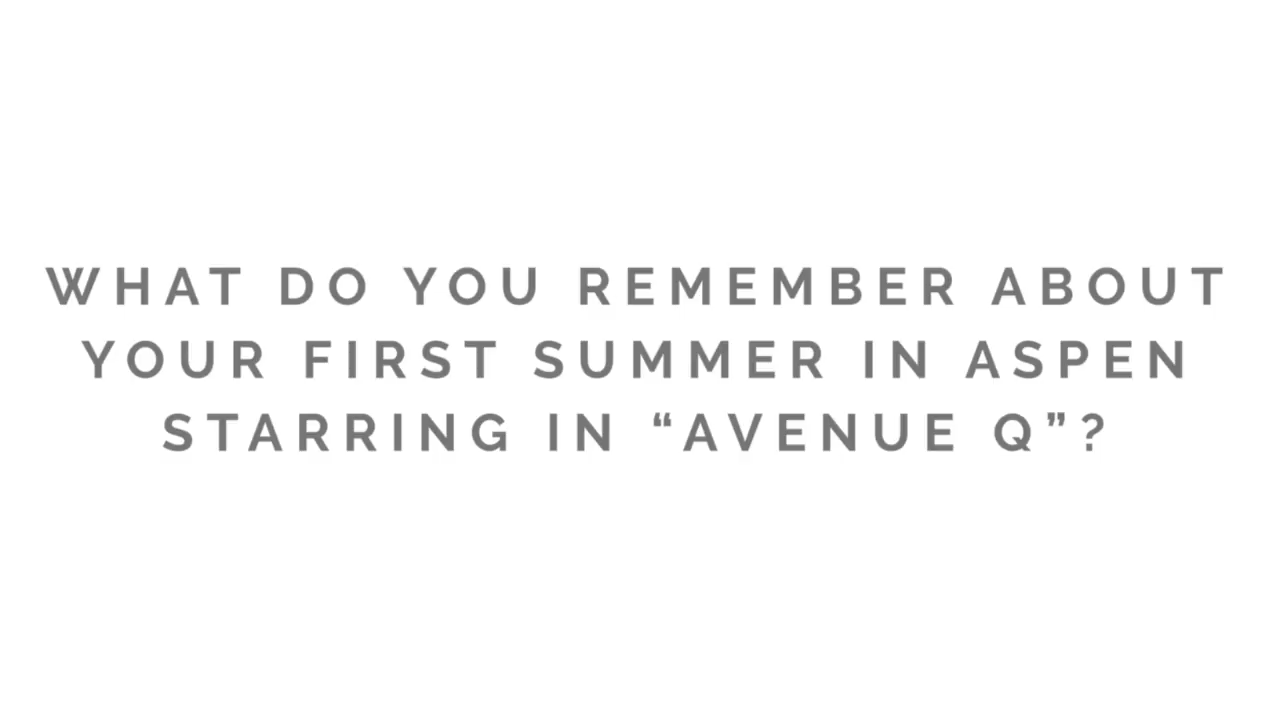 WHAT DO YOU REMEMBER ABOUT
YOUR FIRST SUMMER IN ASPEN
STARRING IN “AVENUE Q”?